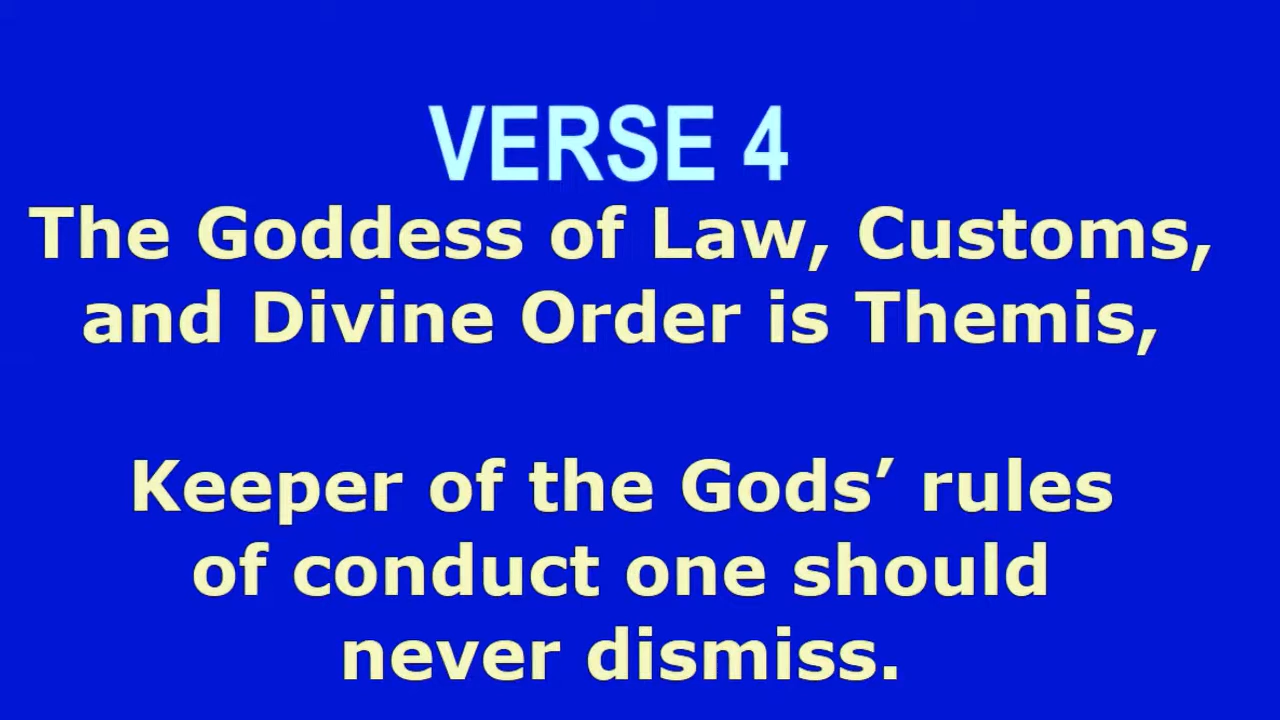 VERSE 4
The Goddess of Law, Customs,
and Divine Order is Themis,
Keeper of the Gods’ rules
of conduct one should
never dismiss.